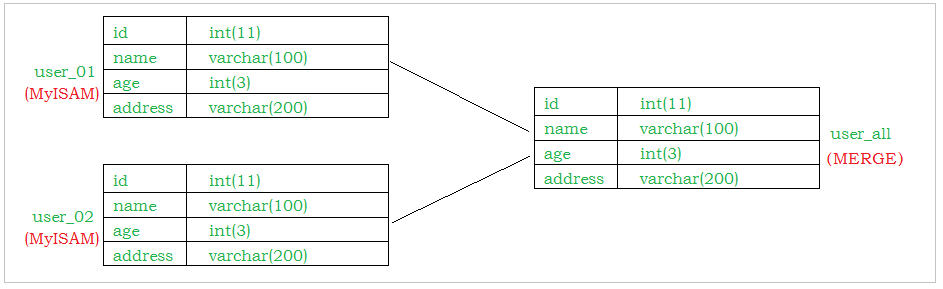 user_01
(MyISAM)
id int(11)
name varchar(100)
age int(3)
address varchar(200)
user_02
(MyISAM)
id int(11)
name varchar(100)
age int(3)
address varchar(200)
id int(11)
name varchar(100)
age int(3)
address varchar(200)
user_all
(MERGE)